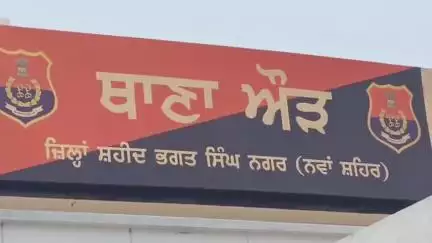 ਥਾਣਾ ਔੜ
ਜ਼ਿਲ੍ਹਾਂ ਸ਼ਹੀਦ ਭਗਤ ਸਿੰਘ ਨਗਰ (ਨਵਾਂ ਸ਼ਹਿਰ)